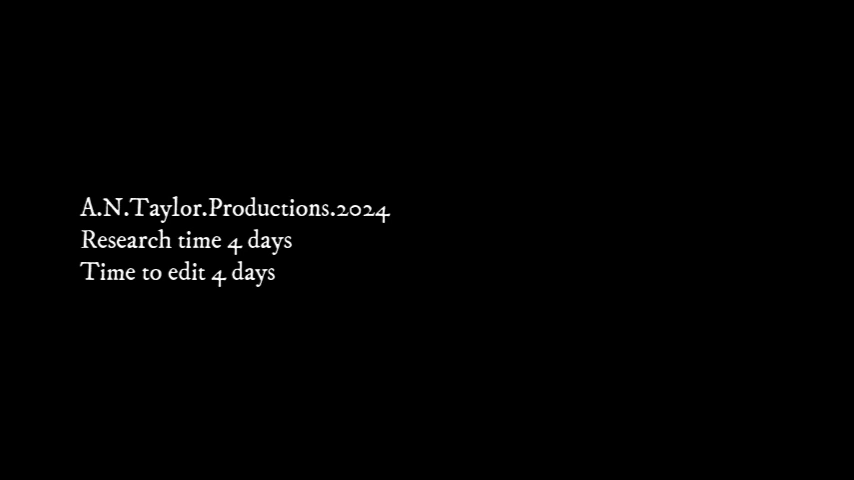 A.N.Taylor.Productions.2024
Research time 4 days
Time to edit 4 days